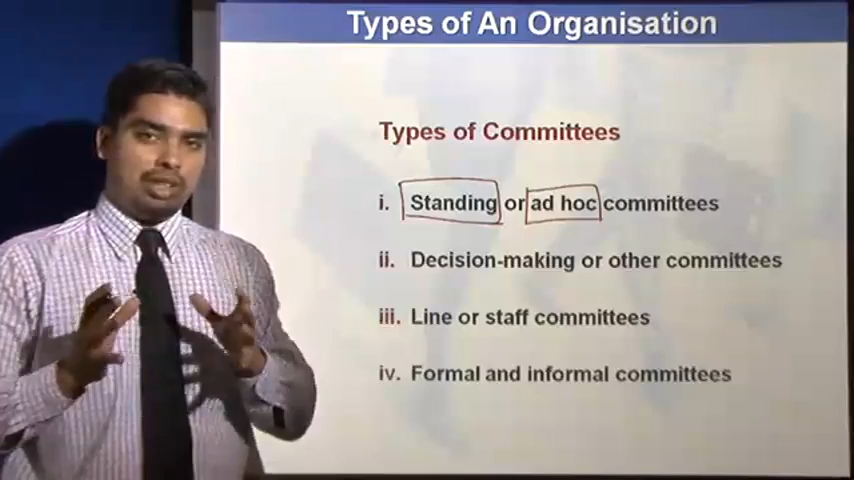 Types of An Organisation
Types of Committees
i. Standing or ad hoc committees
ii. Decision-making or other committees
iii. Line or staff committees
iv. Formal and informal committees